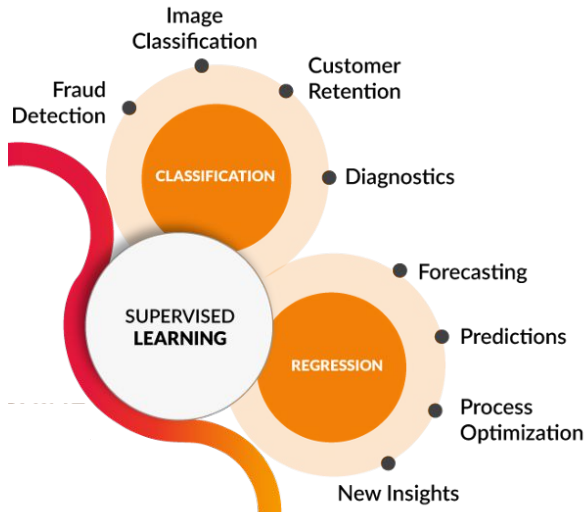 Image
Classification
Customer
Retention
Fraud
Detection
CLASSIFICATION
Diagnostics
Forecasting
SUPERVISED
LEARNING
Predictions
REGRESSION
Process
Optimization
New Insights